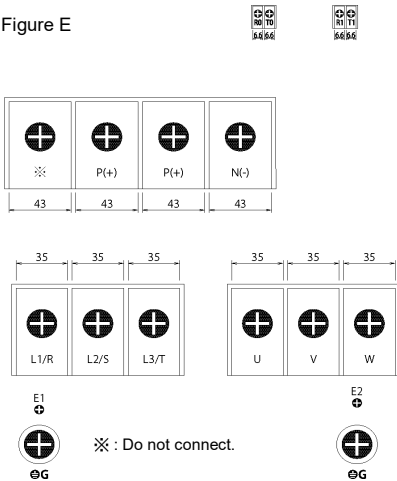 Figure E
R0 T0
6.6 6.6
R1 T1
6.6 6.6
※ P(+) P(+) N(-)
43 43 43 43
35 35 35
35 35 35
L1/R L2/S L3/T
U V W
E1
E2
※ : Do not connect.
G
G